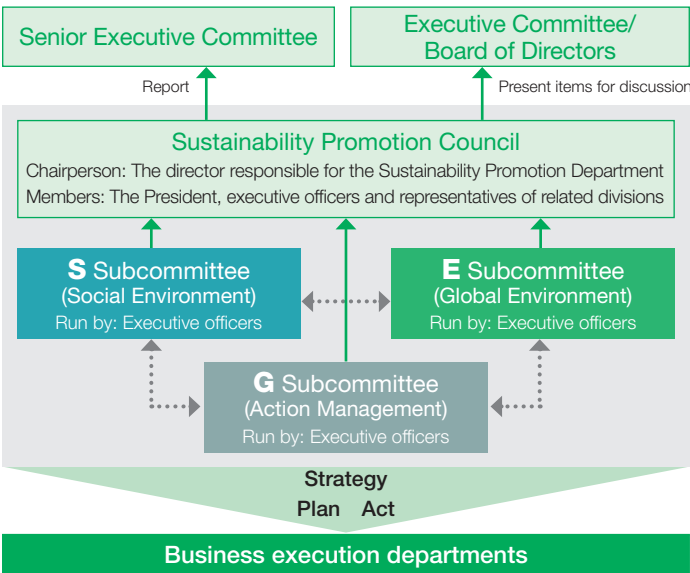 Senior Executive Committee
Executive Committee/
Board of Directors
Report
Present items for discussion
Sustainability Promotion Council
Chairperson: The director responsible for the Sustainability Promotion Department
Members: The President, executive officers and representatives of related divisions
S Subcommittee
(Social Environment)
Run by: Executive officers
E Subcommittee
(Global Environment)
Run by: Executive officers
G Subcommittee
(Action Management)
Run by: Executive officers
Strategy
Plan Act
Business execution departments